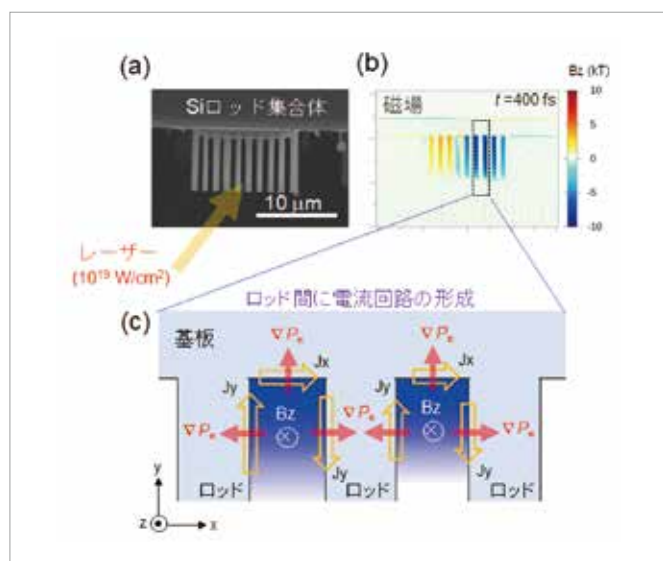 (a)
Siロッド集合体
10 μm
レーザー
(10¹⁹ W/cm²)
(b)
磁場
t=400 fs
Bz (kT)
10
5
0
-5
-10
ロッド間に電流回路の形成
(c)
基板
∇Pₑ
Jx
Jy
Bz
∇Pₑ
∇Pₑ
Jy
∇Pₑ
Jx
Jy
Bz
∇Pₑ
∇Pₑ
Jy
ロッド
ロッド
ロッド
y
z
x